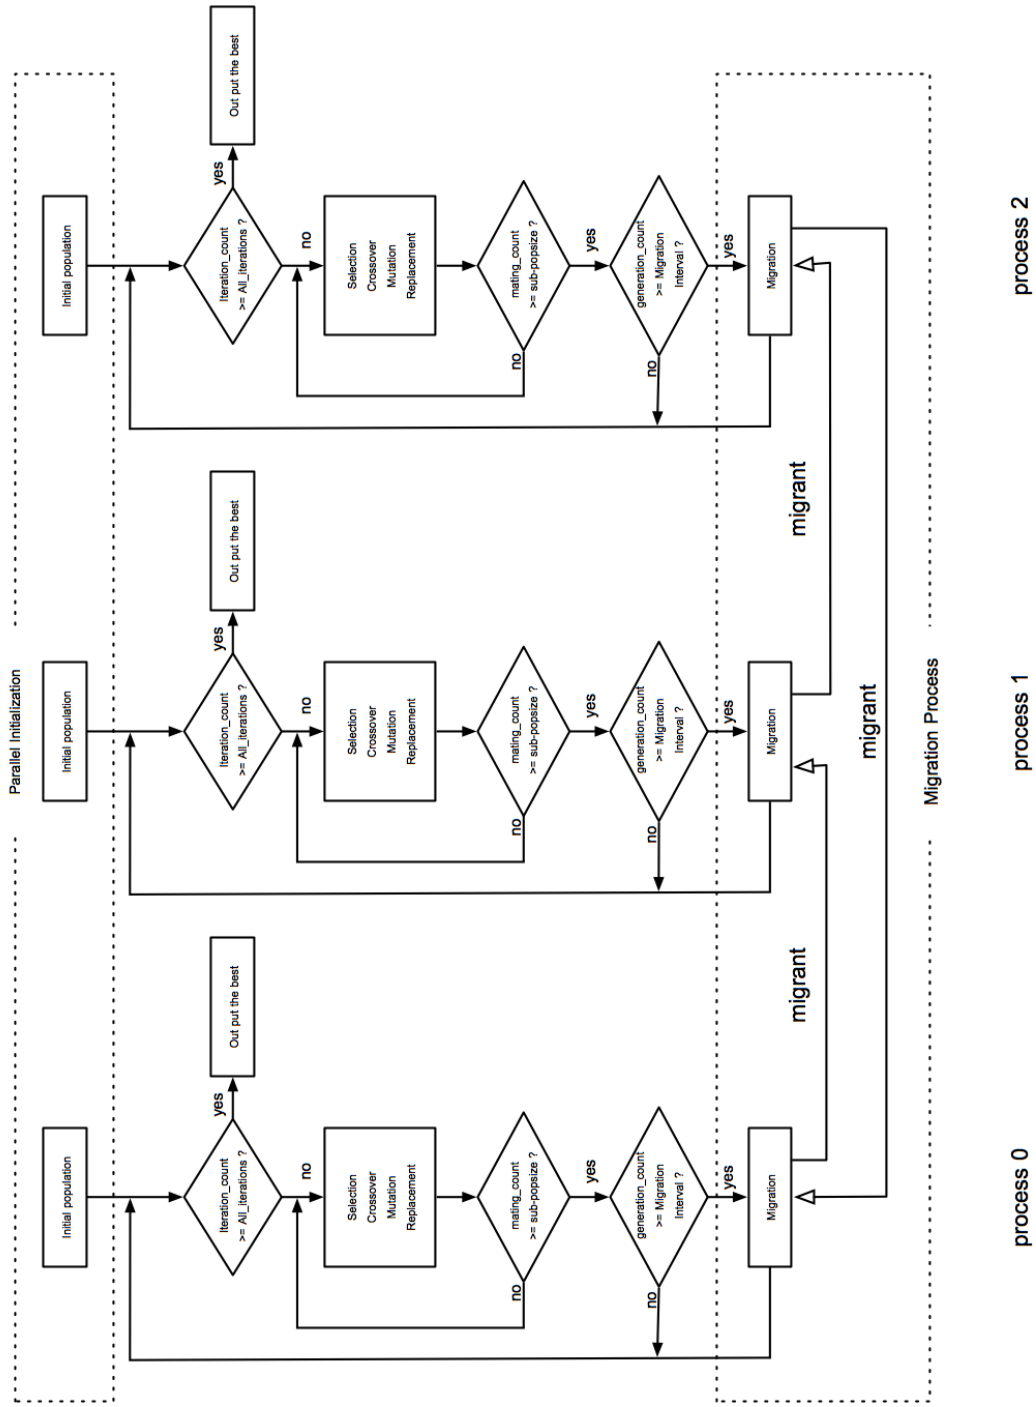 Parallel Initialization
Initial population
Initial population
Initial population
Iteration_count
>= All_iterations ?
yes
Out put the best
Iteration_count
>= All_iterations ?
yes
Out put the best
Iteration_count
>= All_iterations ?
yes
Out put the best
no
no
no
Selection
Crossover
Mutation
Replacement
Selection
Crossover
Mutation
Replacement
Selection
Crossover
Mutation
Replacement
no
mating_count
>= sub-popsize ?
no
mating_count
>= sub-popsize ?
no
mating_count
>= sub-popsize ?
yes
yes
yes
no
generation_count
>= Migration
Interval ?
no
generation_count
>= Migration
Interval ?
no
generation_count
>= Migration
Interval ?
yes
yes
yes
Migration
Migration
Migration
migrant
migrant
migrant
Migration Process
process 0
process 1
process 2